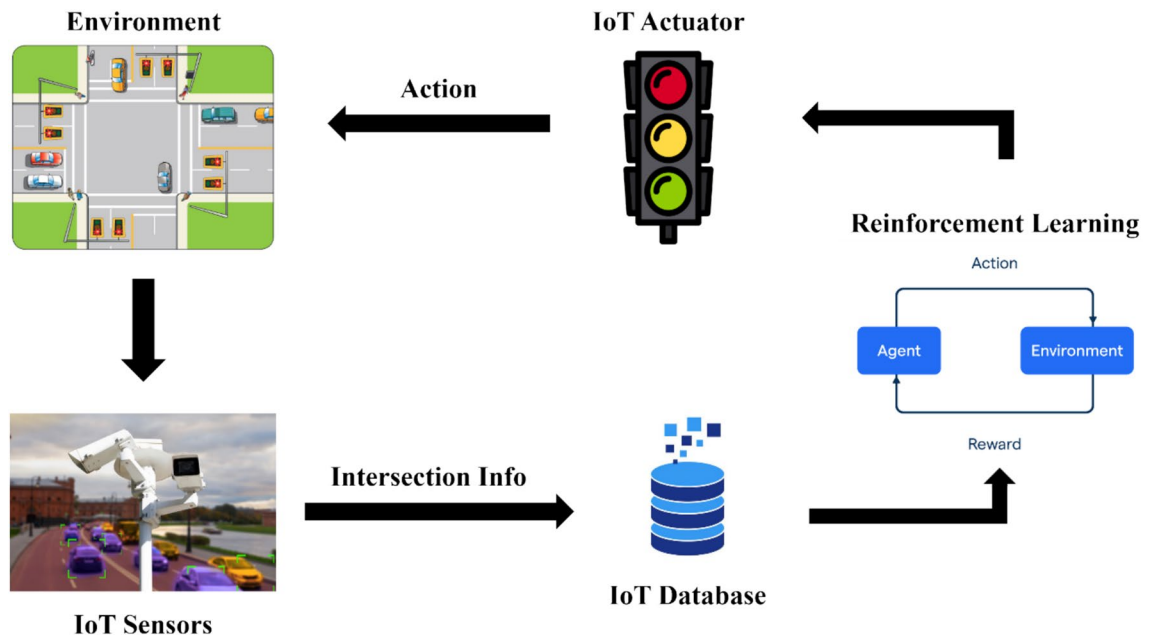 Environment
IoT Actuator
Action
Reinforcement Learning
Action
Agent
Environment
Reward
Intersection Info
IoT Sensors
IoT Database